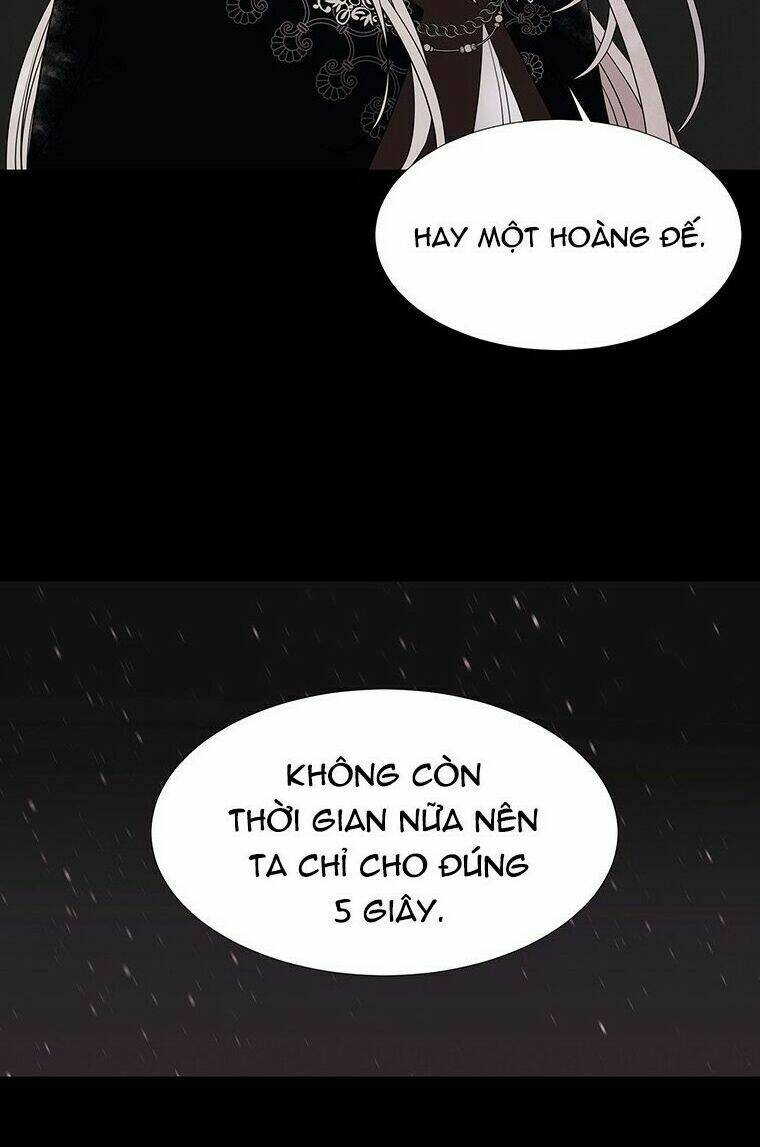 HAY MỘT HOÀNG ĐẾ.
KHÔNG CÒN
THỜI GIAN NỮA NÊN
TA CHỈ CHO ĐÚNG
5 GIÂY.